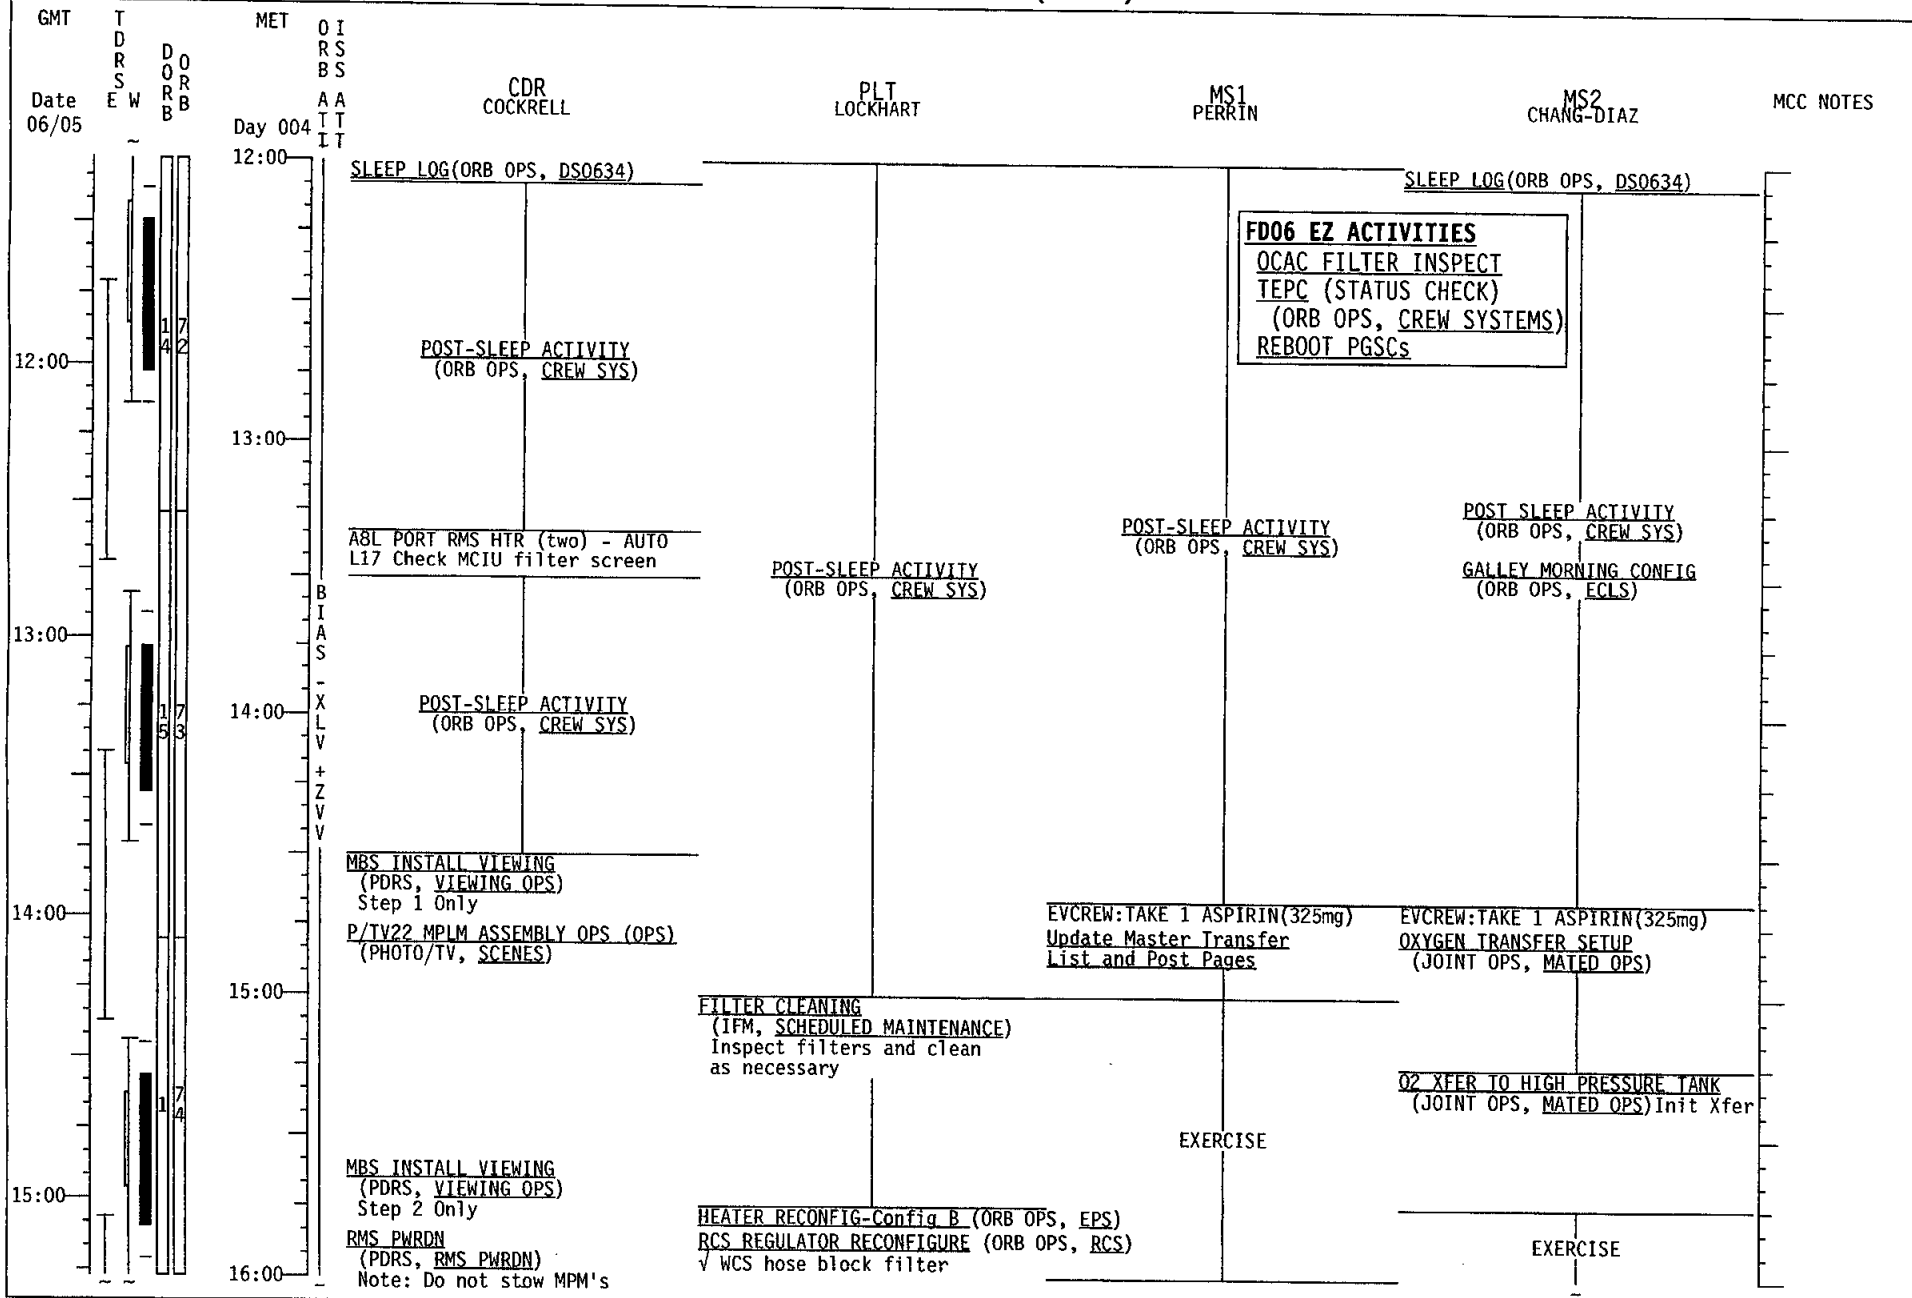 GMT
TDRS
E W
DORB
ORB
MET
ORB ATT
ISS ATT
Date
06/05
Day 004
CDR
COCKRELL
PLT
LOCKHART
MS1
PERRIN
MS2
CHANG-DIAZ
MCC NOTES
12:00
SLEEP LOG(ORB OPS, DSO634)
SLEEP LOG(ORB OPS, DSO634)
FD06 EZ ACTIVITIES
OCAC FILTER INSPECT
TEPC (STATUS CHECK)
(ORB OPS, CREW SYSTEMS)
REBOOT PGSCs
14
72
12:00
POST-SLEEP ACTIVITY
(ORB OPS, CREW SYS)
13:00
A8L PORT RMS HTR (two) - AUTO
L17 Check MCIU filter screen
POST-SLEEP ACTIVITY
(ORB OPS, CREW SYS)
POST-SLEEP ACTIVITY
(ORB OPS, CREW SYS)
POST SLEEP ACTIVITY
(ORB OPS, CREW SYS)
GALLEY MORNING CONFIG
(ORB OPS, ECLS)
13:00
BIAS -XLV +ZVV
15
73
14:00
POST-SLEEP ACTIVITY
(ORB OPS, CREW SYS)
MBS INSTALL VIEWING
(PDRS, VIEWING OPS)
Step 1 Only
P/TV22 MPLM ASSEMBLY OPS (OPS)
(PHOTO/TV, SCENES)
14:00
EVCREW:TAKE 1 ASPIRIN(325mg)
Update Master Transfer
List and Post Pages
EVCREW:TAKE 1 ASPIRIN(325mg)
OXYGEN TRANSFER SETUP
(JOINT OPS, MATED OPS)
15:00
FILTER CLEANING
(IFM, SCHEDULED MAINTENANCE)
Inspect filters and clean
as necessary
O2 XFER TO HIGH PRESSURE TANK
(JOINT OPS, MATED OPS)Init Xfer
1
74
EXERCISE
15:00
MBS INSTALL VIEWING
(PDRS, VIEWING OPS)
Step 2 Only
RMS PWRDN
(PDRS, RMS PWRDN)
Note: Do not stow MPM's
HEATER RECONFIG-Config B (ORB OPS, EPS)
RCS REGULATOR RECONFIGURE (ORB OPS, RCS)
√ WCS hose block filter
EXERCISE
16:00